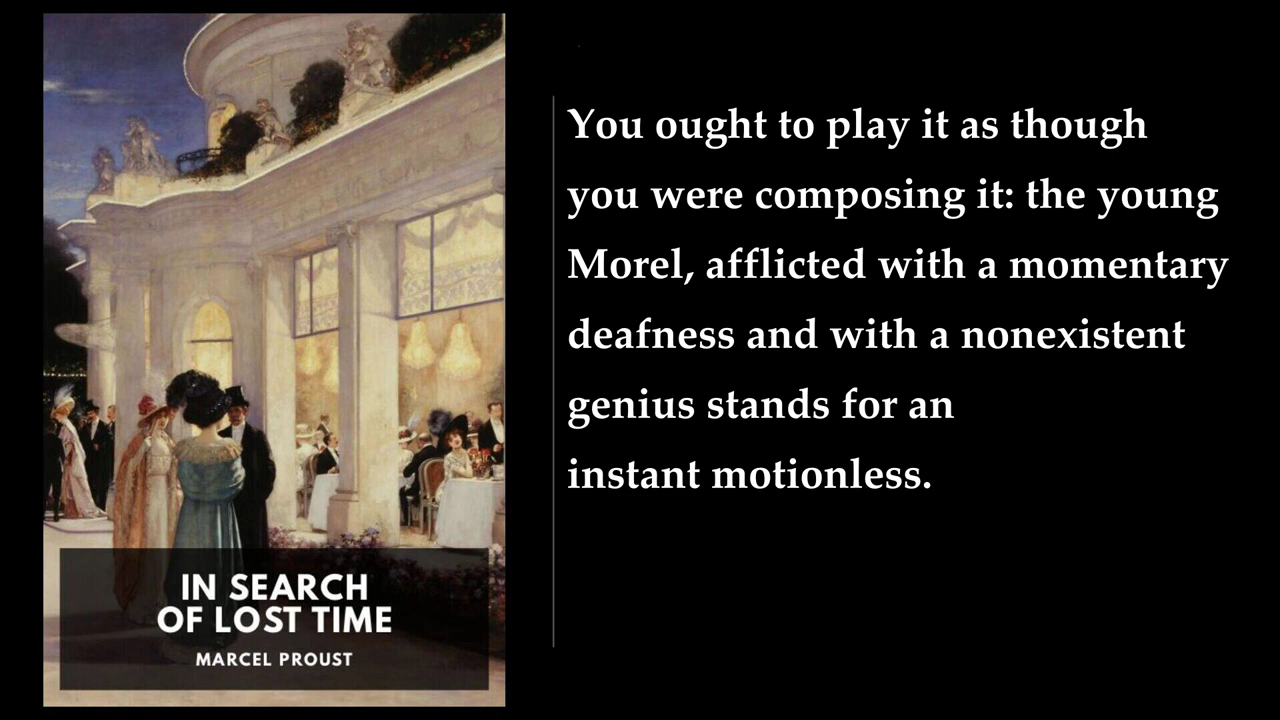 IN SEARCH
OF LOST TIME
MARCEL PROUST
You ought to play it as though
you were composing it: the young
Morel, afflicted with a momentary
deafness and with a nonexistent
genius stands for an
instant motionless.